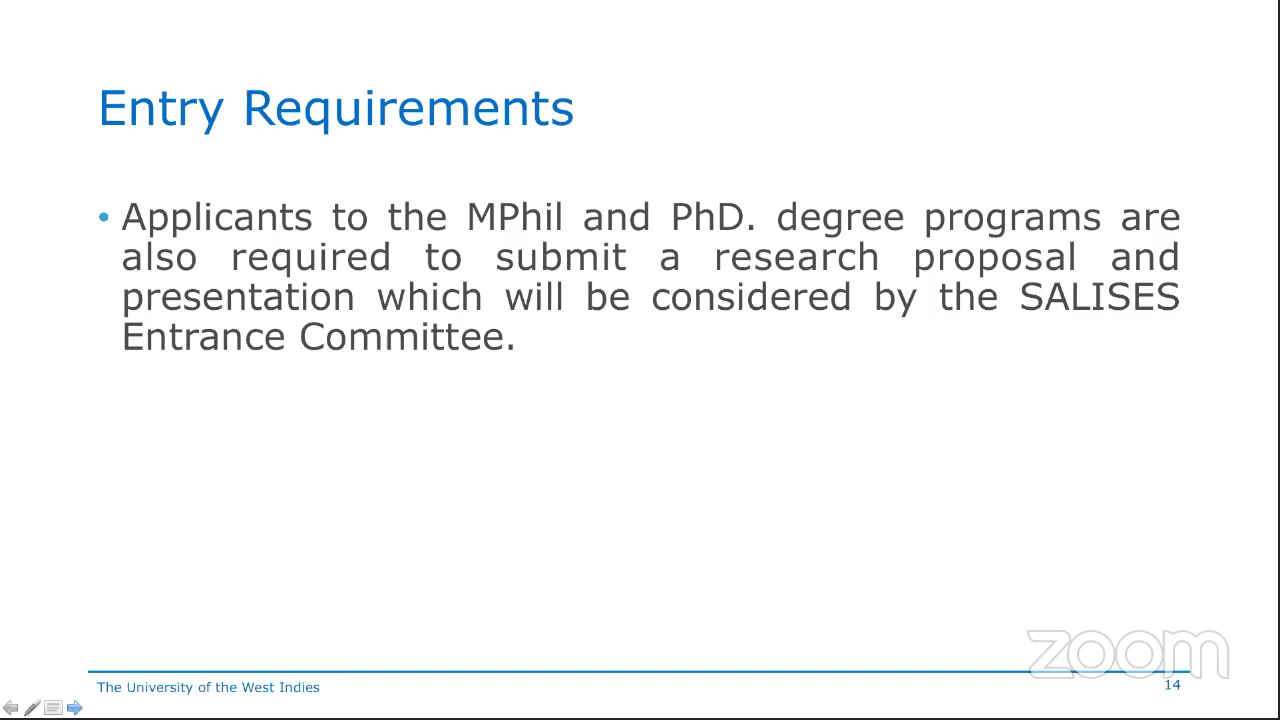 Entry Requirements
• Applicants to the MPhil and PhD. degree programs are
also required to submit a research proposal and
presentation which will be considered by the SALISES
Entrance Committee.
zoom
The University of the West Indies
14